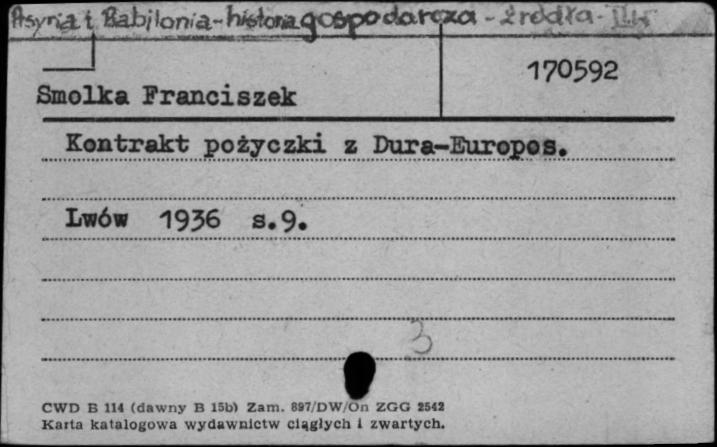 Asyria i Babilonia - historia gospodarcza - źródła -
170592
Smolka Franciszek
Kontrakt pożyczki z Dura-Europos.
Lwów 1936 s.9.
3
CWD B 114 (dawny B 15b) Zam. 897/DW/On ZGG 2542
Karta katalogowa wydawnictw ciągłych i zwartych.